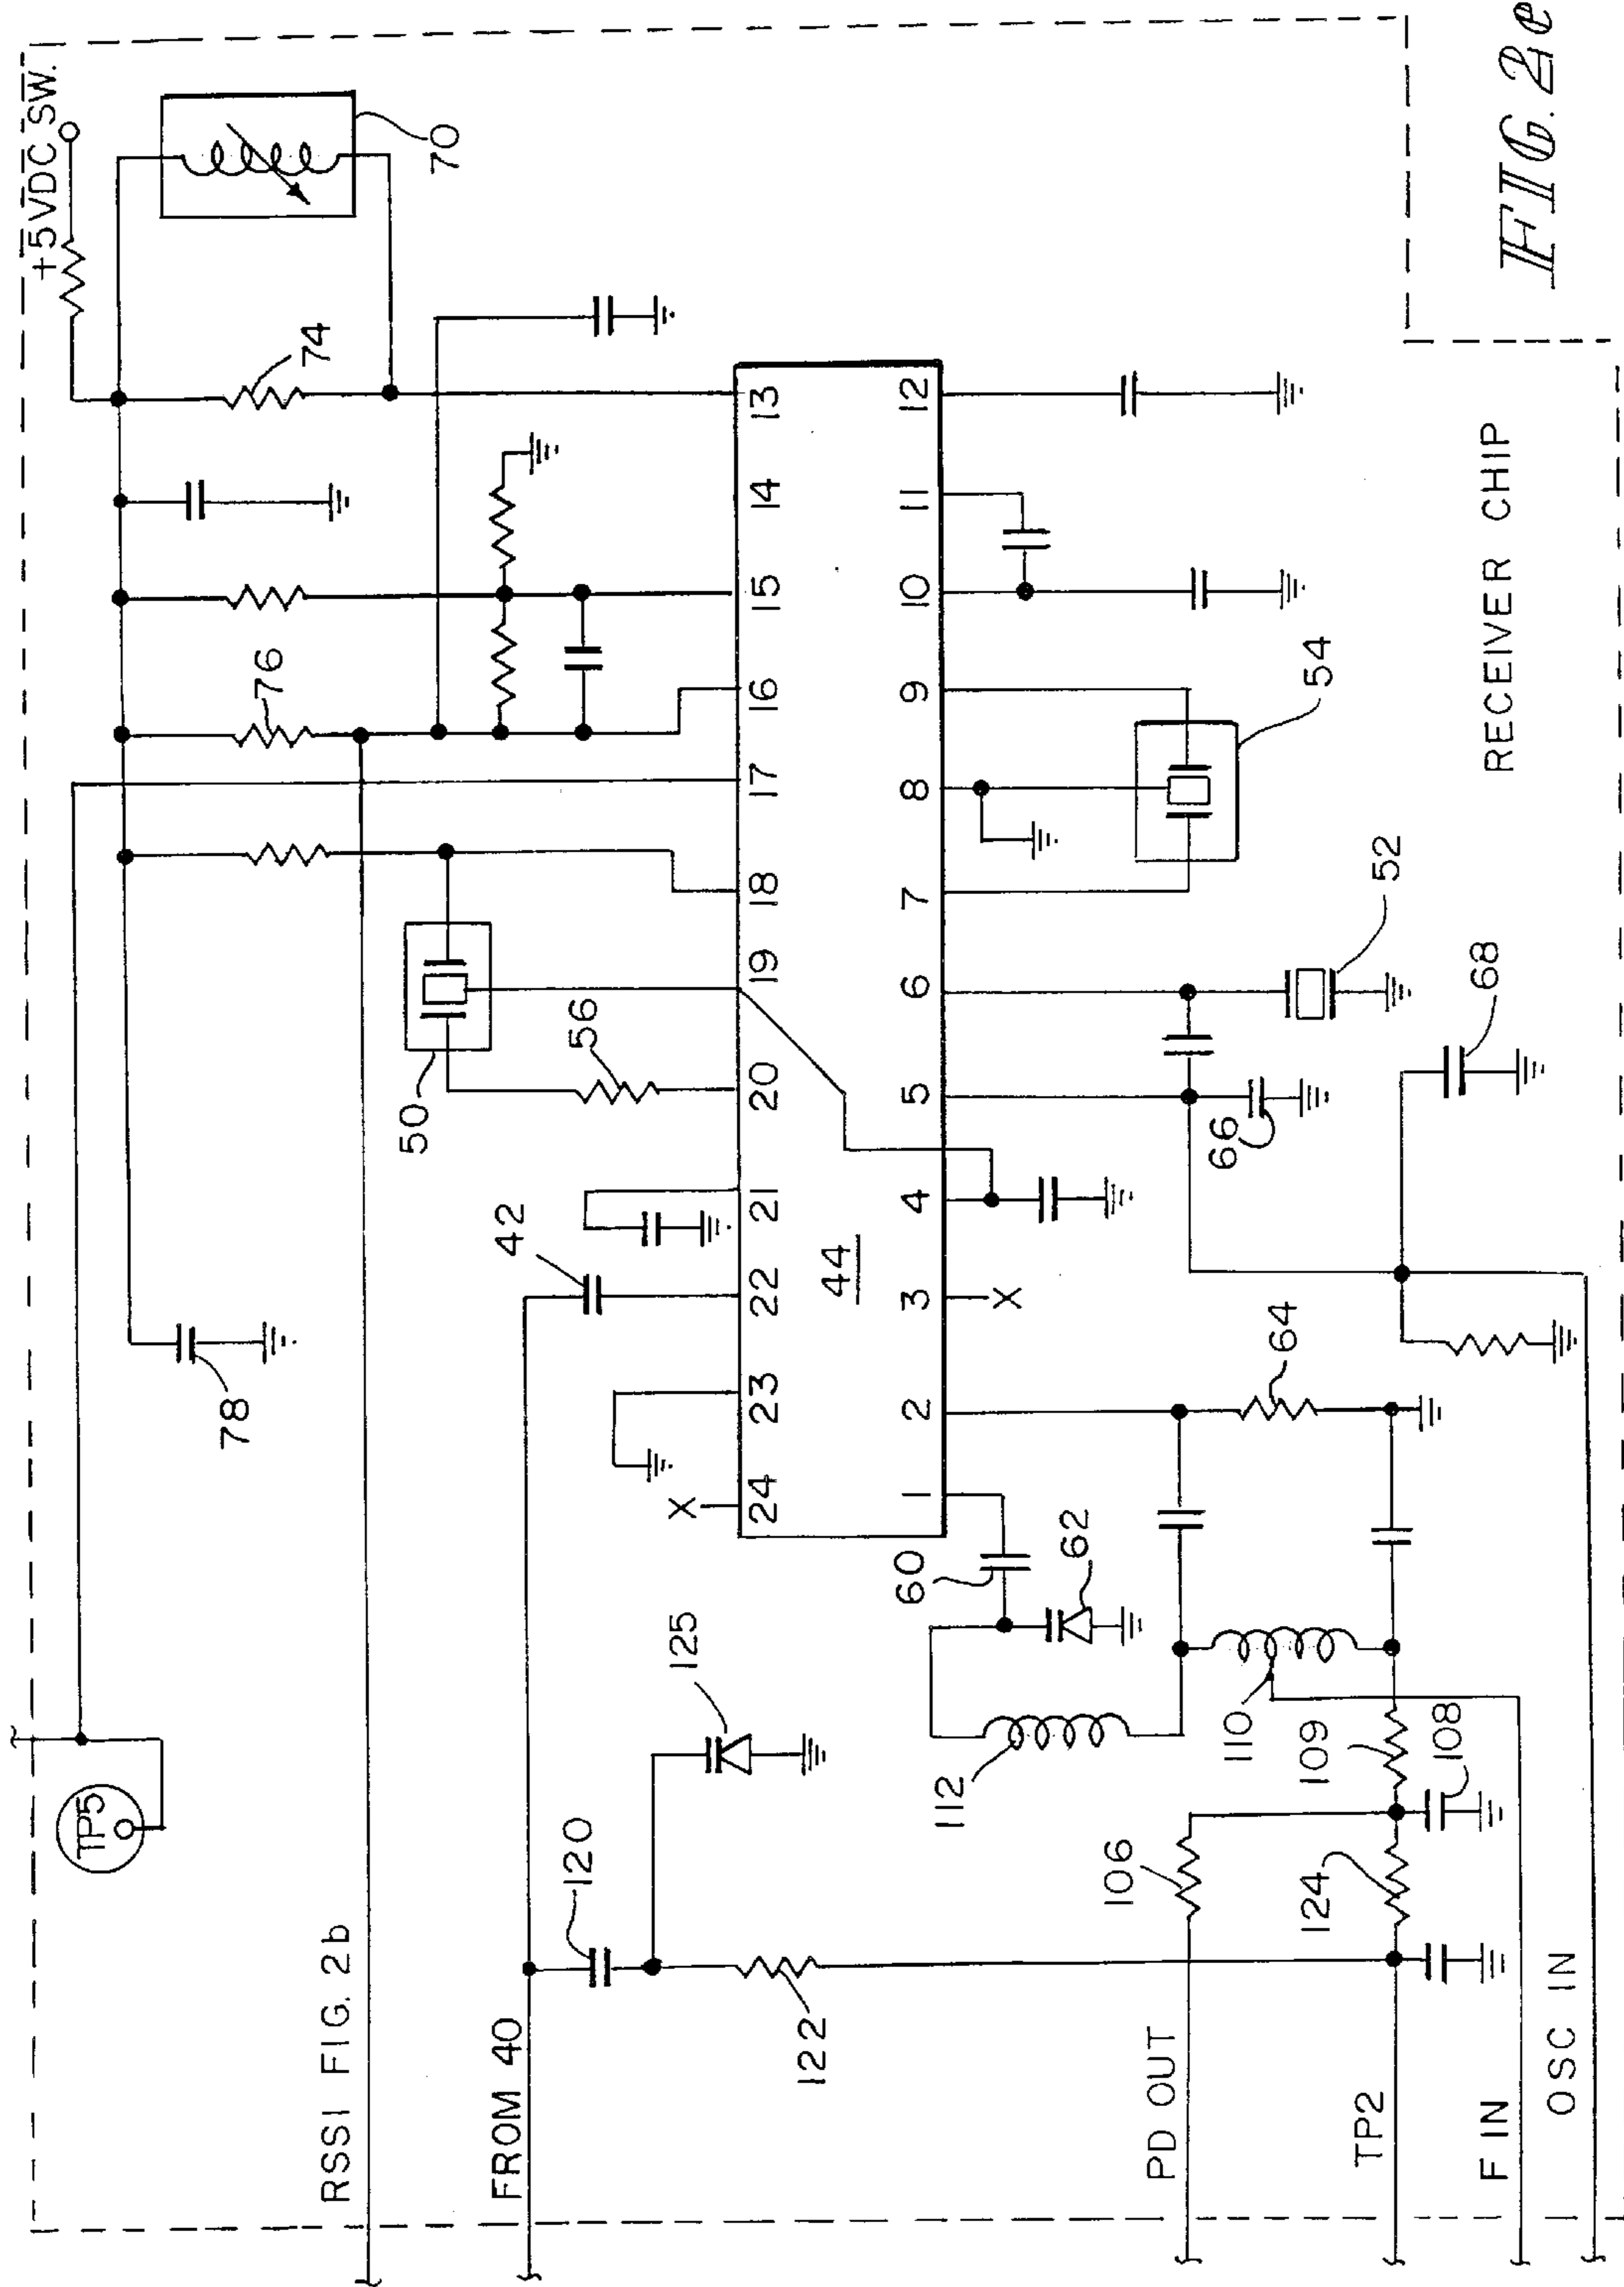 +5VDC SW.
70
74
76
78
TP5
RSSI FIG. 2b
50
56
42
FROM 40
120
125
122
24 23 22 21 20 19 18 17 16 15 14 13
44
1 2 3 4 5 6 7 8 9 10 11 12
60
62
112
110
64
66
68
52
54
106
109
108
124
PD OUT
TP2
F IN
OSC IN
RECEIVER CHIP
FIG. 2e